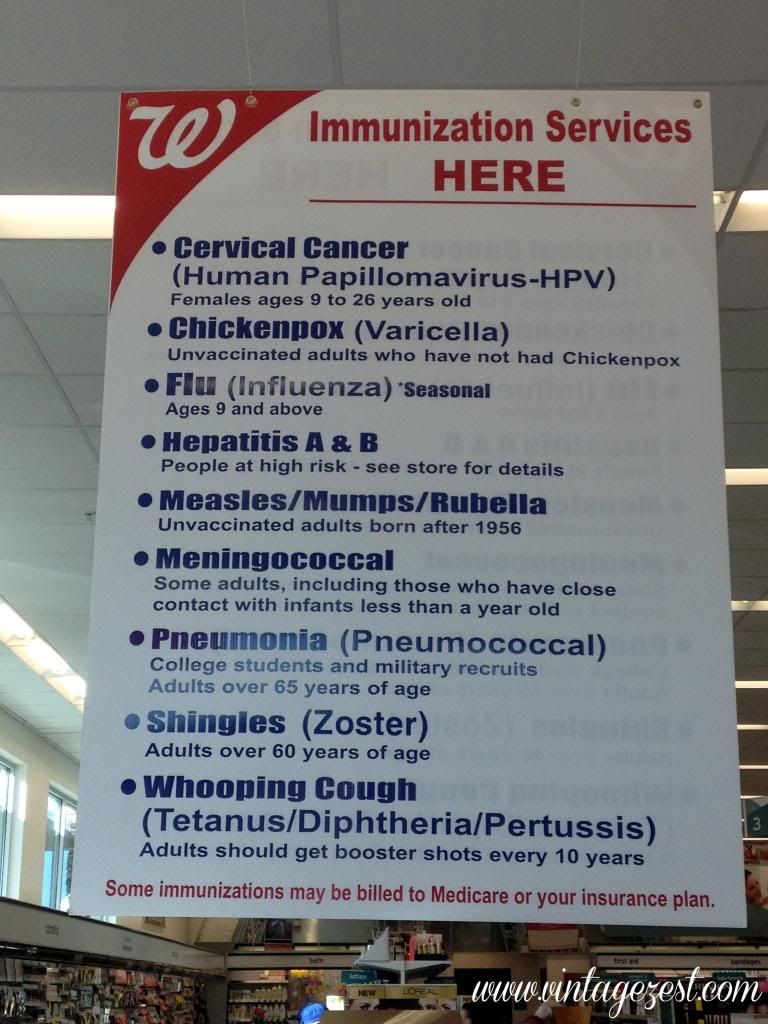 W
Immunization Services
HERE
• Cervical Cancer
(Human Papillomavirus-HPV)
Females ages 9 to 26 years old
• Chickenpox (Varicella)
Unvaccinated adults who have not had Chickenpox
• Flu (Influenza) *Seasonal
Ages 9 and above
• Hepatitis A & B
People at high risk - see store for details
• Measles/Mumps/Rubella
Unvaccinated adults born after 1956
• Meningococcal
Some adults, including those who have close
contact with infants less than a year old
• Pneumonia (Pneumococcal)
College students and military recruits
Adults over 65 years of age
• Shingles (Zoster)
Adults over 60 years of age
• Whooping Cough
(Tetanus/Diphtheria/Pertussis)
Adults should get booster shots every 10 years
Some immunizations may be billed to Medicare or your insurance plan.
3
bath
first aid
bandages
lotion
NEW
L'OREAL
www.vintagezest.com